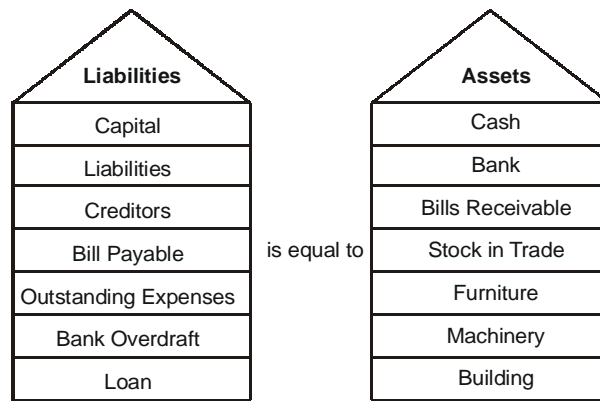 Liabilities
Capital
Liabilities
Creditors
Bill Payable
Outstanding Expenses
Bank Overdraft
Loan
is equal to
Assets
Cash
Bank
Bills Receivable
Stock in Trade
Furniture
Machinery
Building